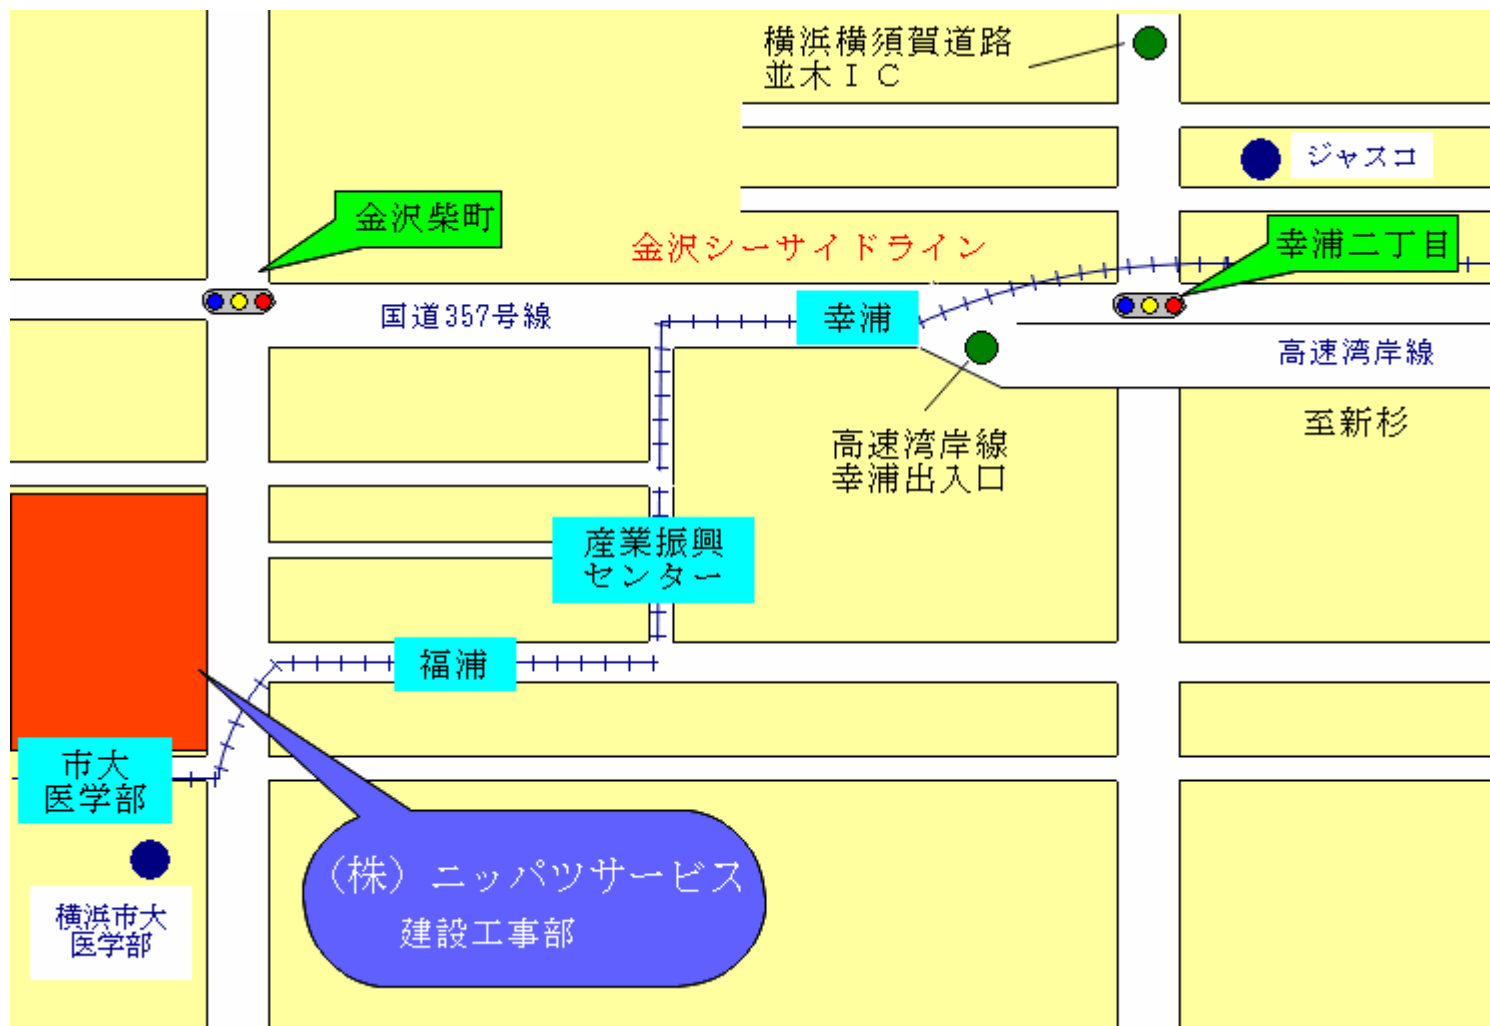 横浜横須賀道路
並木ＩＣ
ジャスコ
金沢柴町
金沢シーサイドライン
幸浦二丁目
国道357号線
幸浦
高速湾岸線
至新杉
高速湾岸線
幸浦出入口
産業振興
センター
福浦
市大
医学部
（株）ニッパツサービス
建設工事部
横浜市大
医学部